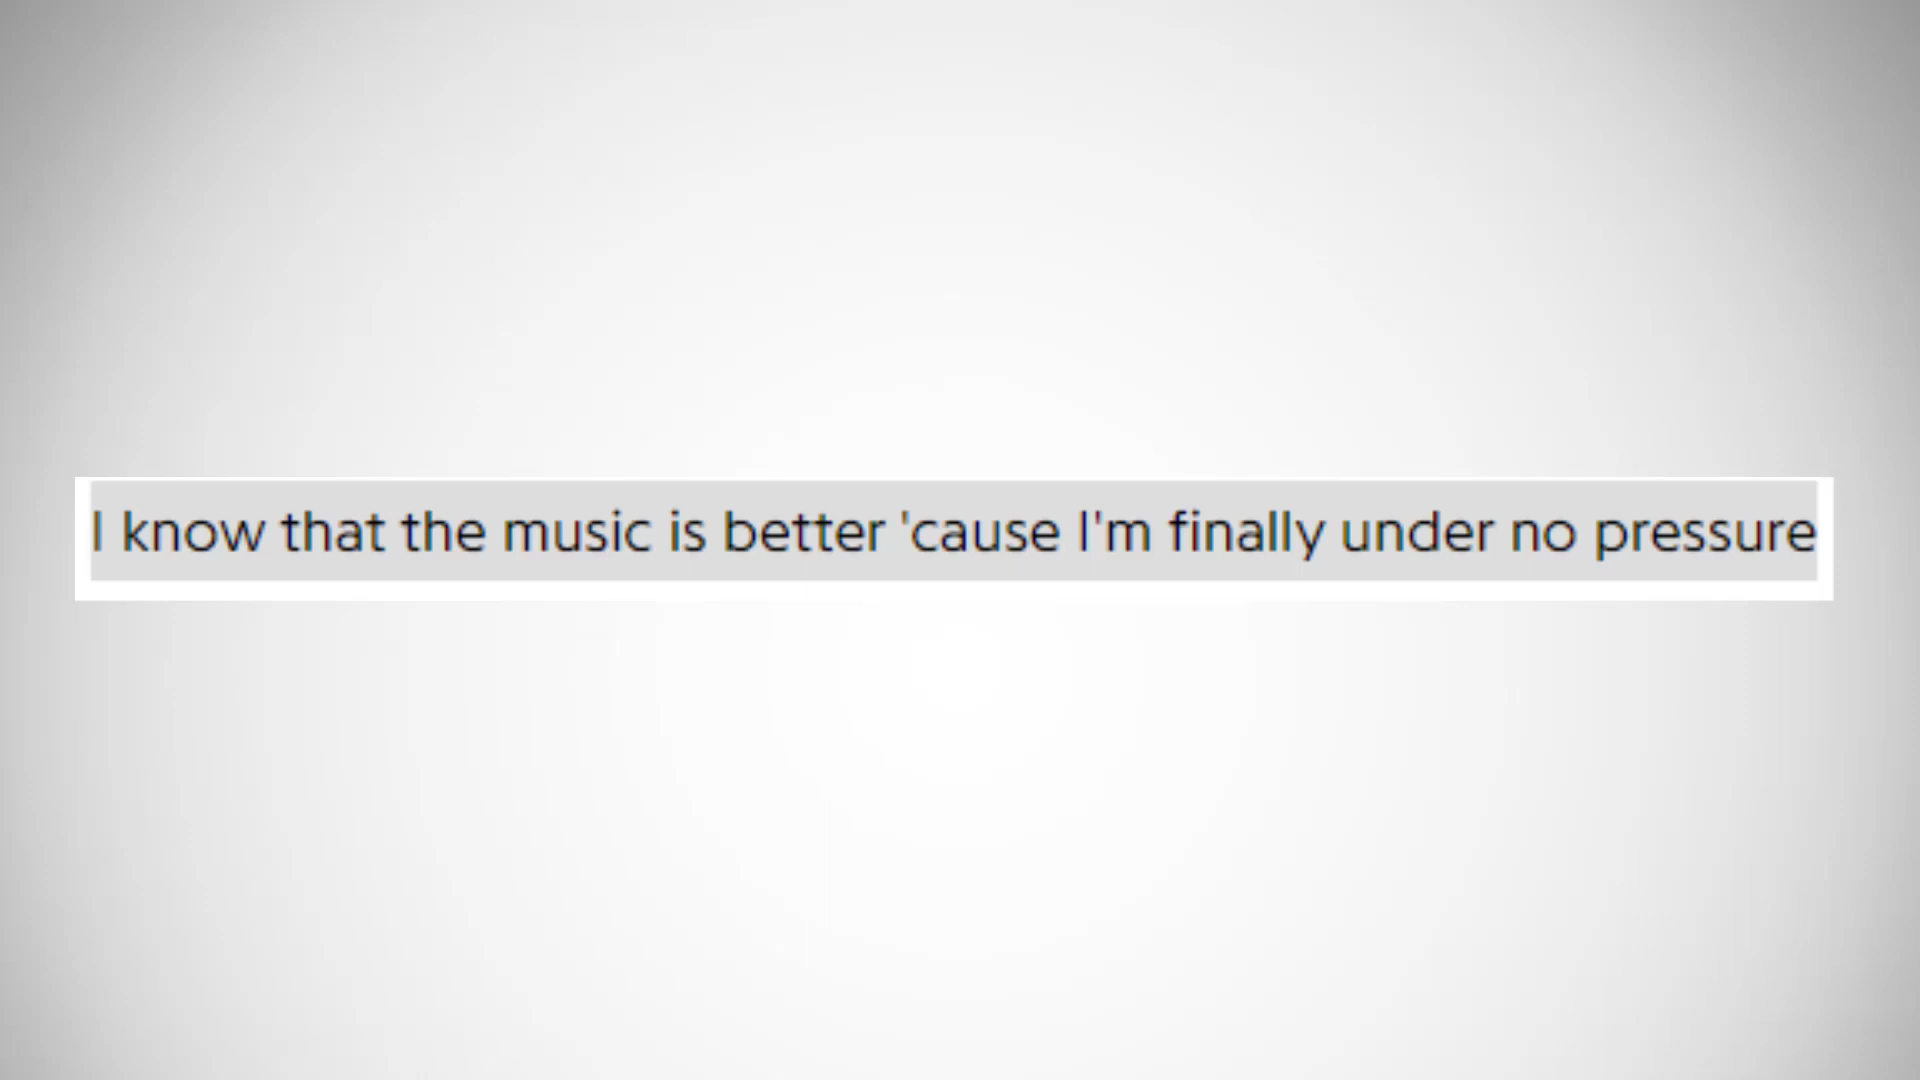 I know that the music is better 'cause I'm finally under no pressure